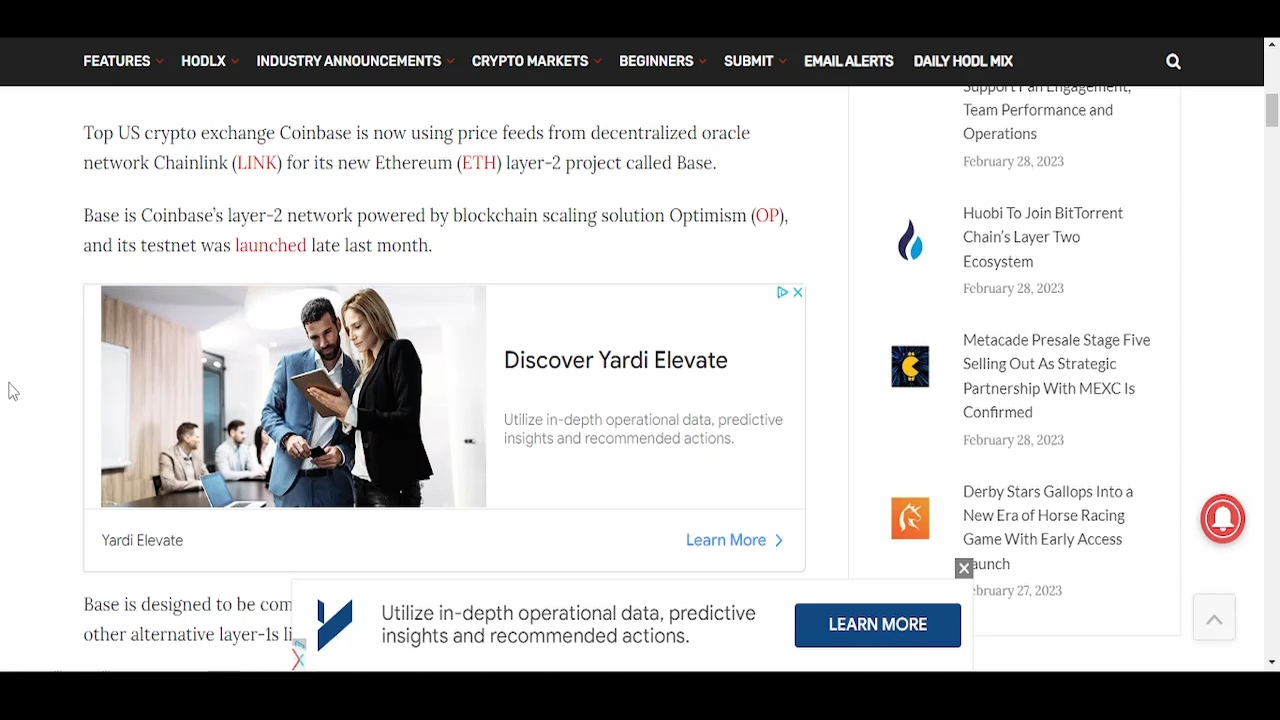 FEATURES HODLX INDUSTRY ANNOUNCEMENTS CRYPTO MARKETS BEGINNERS SUBMIT EMAIL ALERTS DAILY HODL MIX
Top US crypto exchange Coinbase is now using price feeds from decentralized oracle
network Chainlink (LINK) for its new Ethereum (ETH) layer-2 project called Base.
Base is Coinbase's layer-2 network powered by blockchain scaling solution Optimism (OP),
and its testnet was launched late last month.
Discover Yardi Elevate
Utilize in-depth operational data, predictive
insights and recommended actions.
Yardi Elevate
Learn More
Base is designed to be com
other alternative layer-1s li
Support Fan Engagement,
Team Performance and
Operations
February 28, 2023
Huobi To Join BitTorrent
Chain's Layer Two
Ecosystem
February 28, 2023
Metacade Presale Stage Five
Selling Out As Strategic
Partnership With MEXC Is
Confirmed
February 28, 2023
Derby Stars Gallops Into a
New Era of Horse Racing
Game With Early Access
aunch
ebruary 27, 2023
Utilize in-depth operational data, predictive
insights and recommended actions.
LEARN MORE